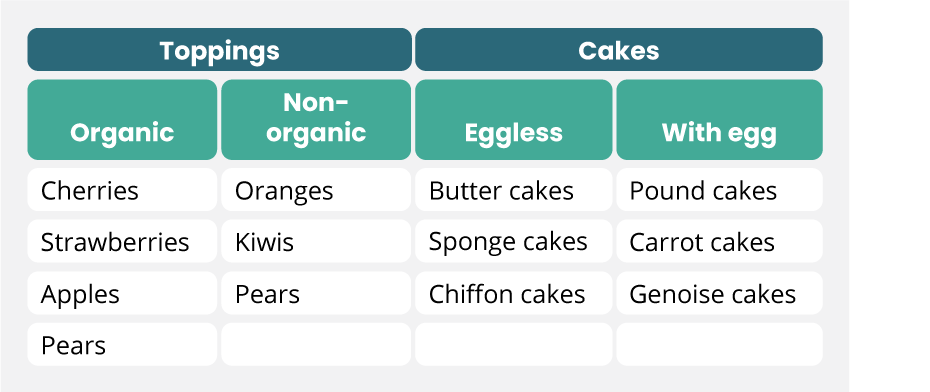 Toppings Cakes
Organic Non-organic Eggless With egg
Cherries Oranges Butter cakes Pound cakes
Strawberries Kiwis Sponge cakes Carrot cakes
Apples Pears Chiffon cakes Genoise cakes
Pears